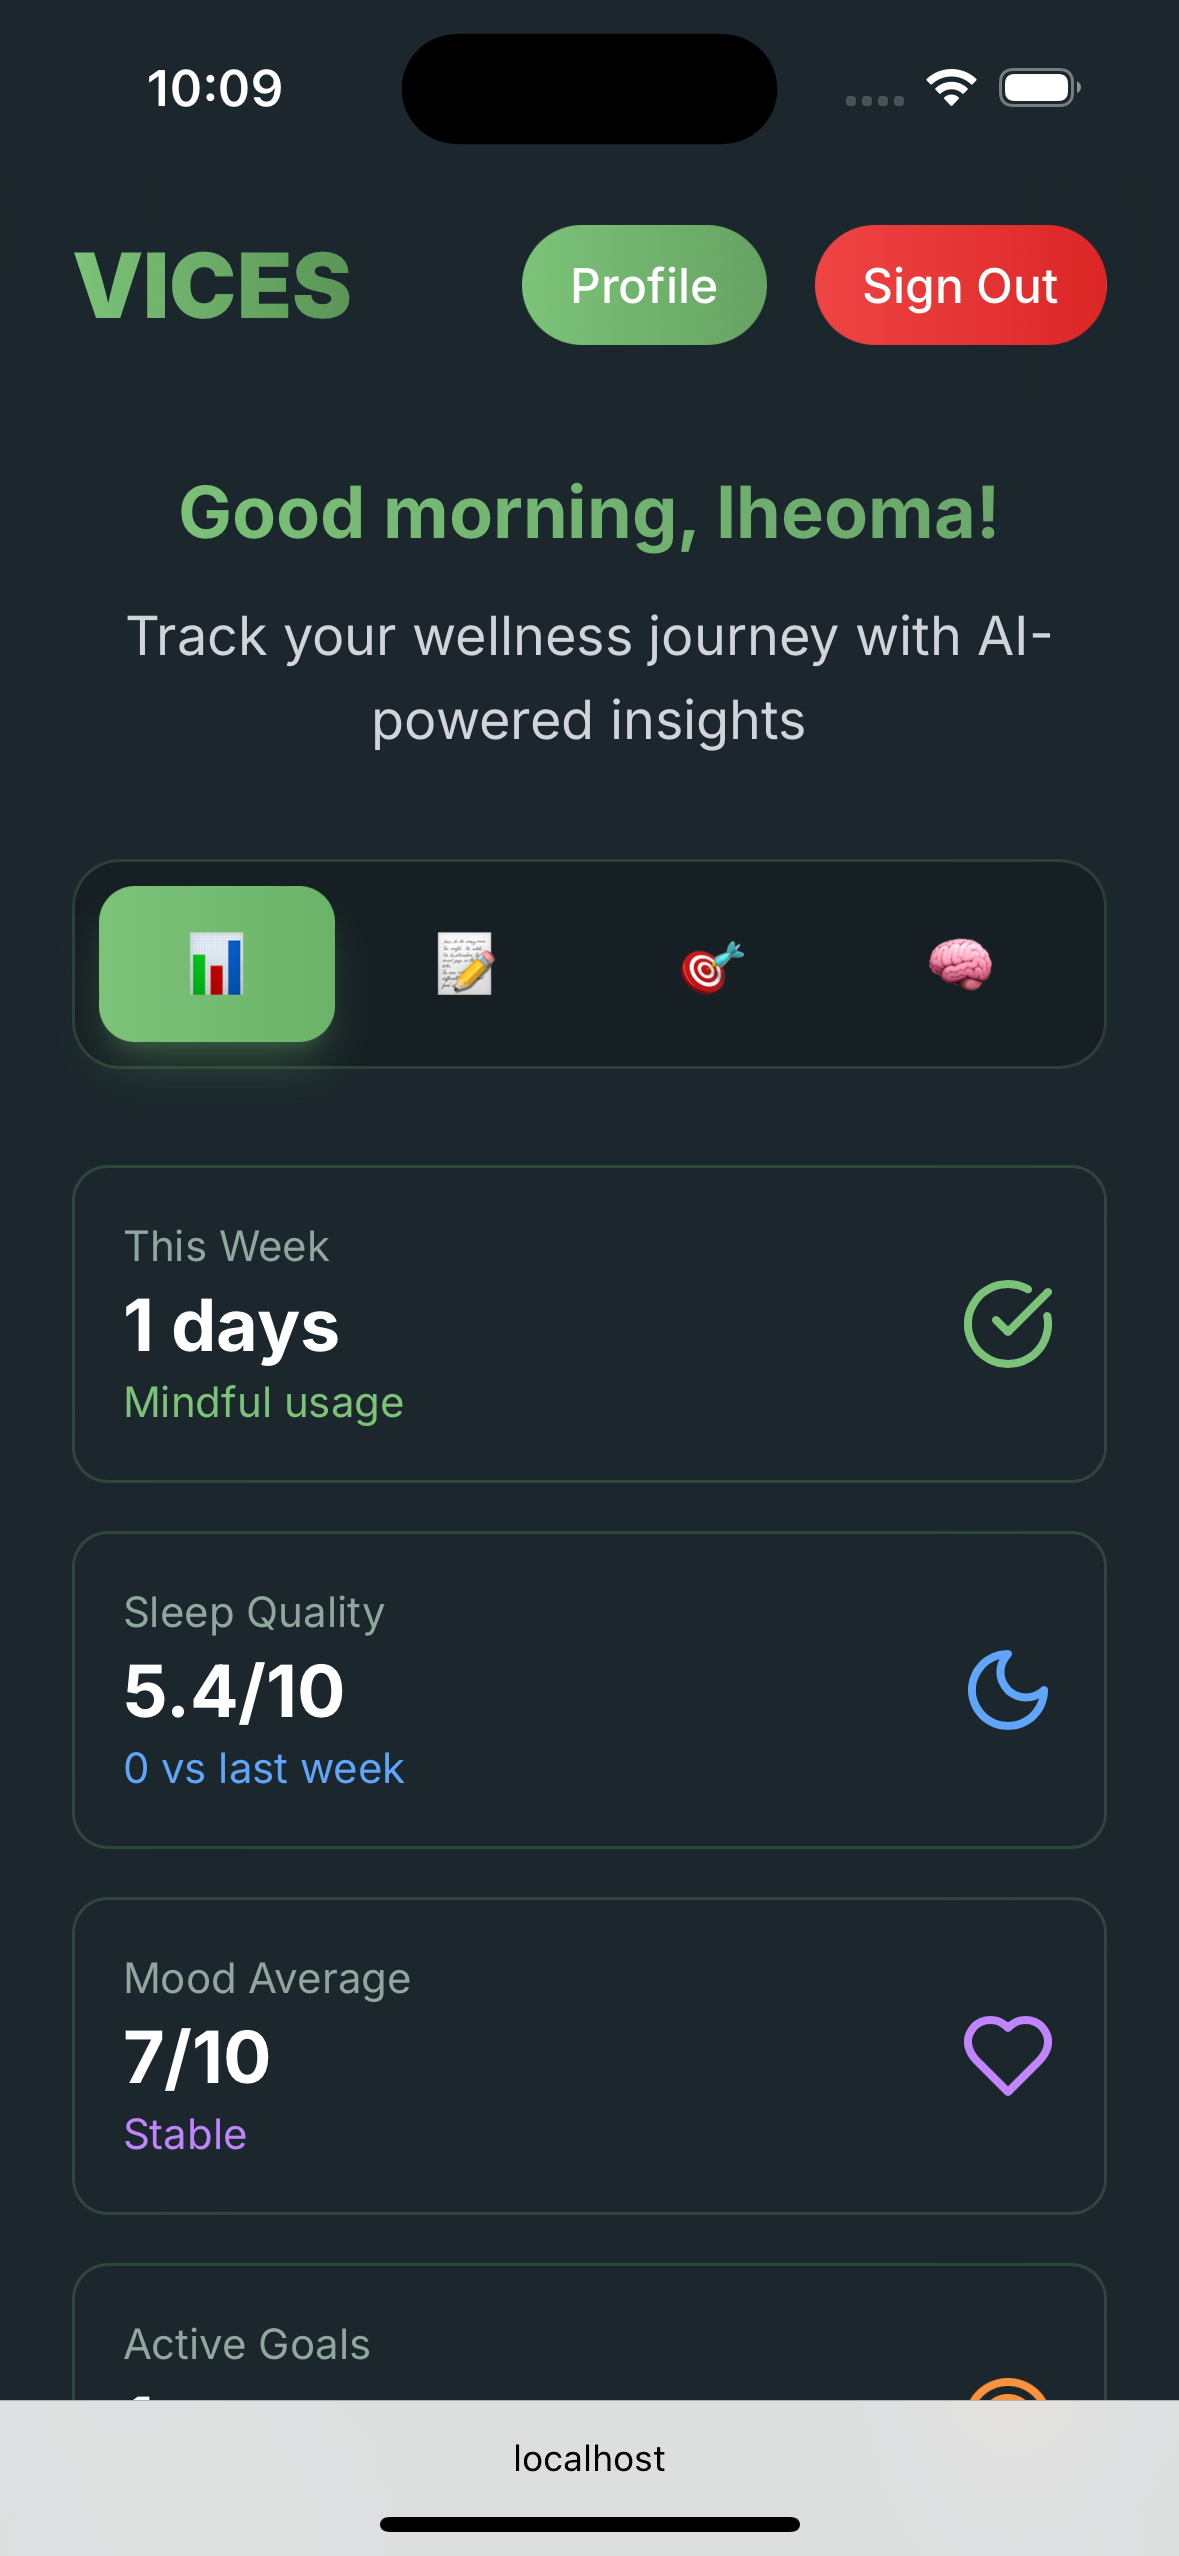 10:09
VICES
Profile
Sign Out
Good morning, Iheoma!
Track your wellness journey with AI-
powered insights
This Week
1 days
Mindful usage
Sleep Quality
5.4/10
0 vs last week
Mood Average
7/10
Stable
Active Goals
localhost